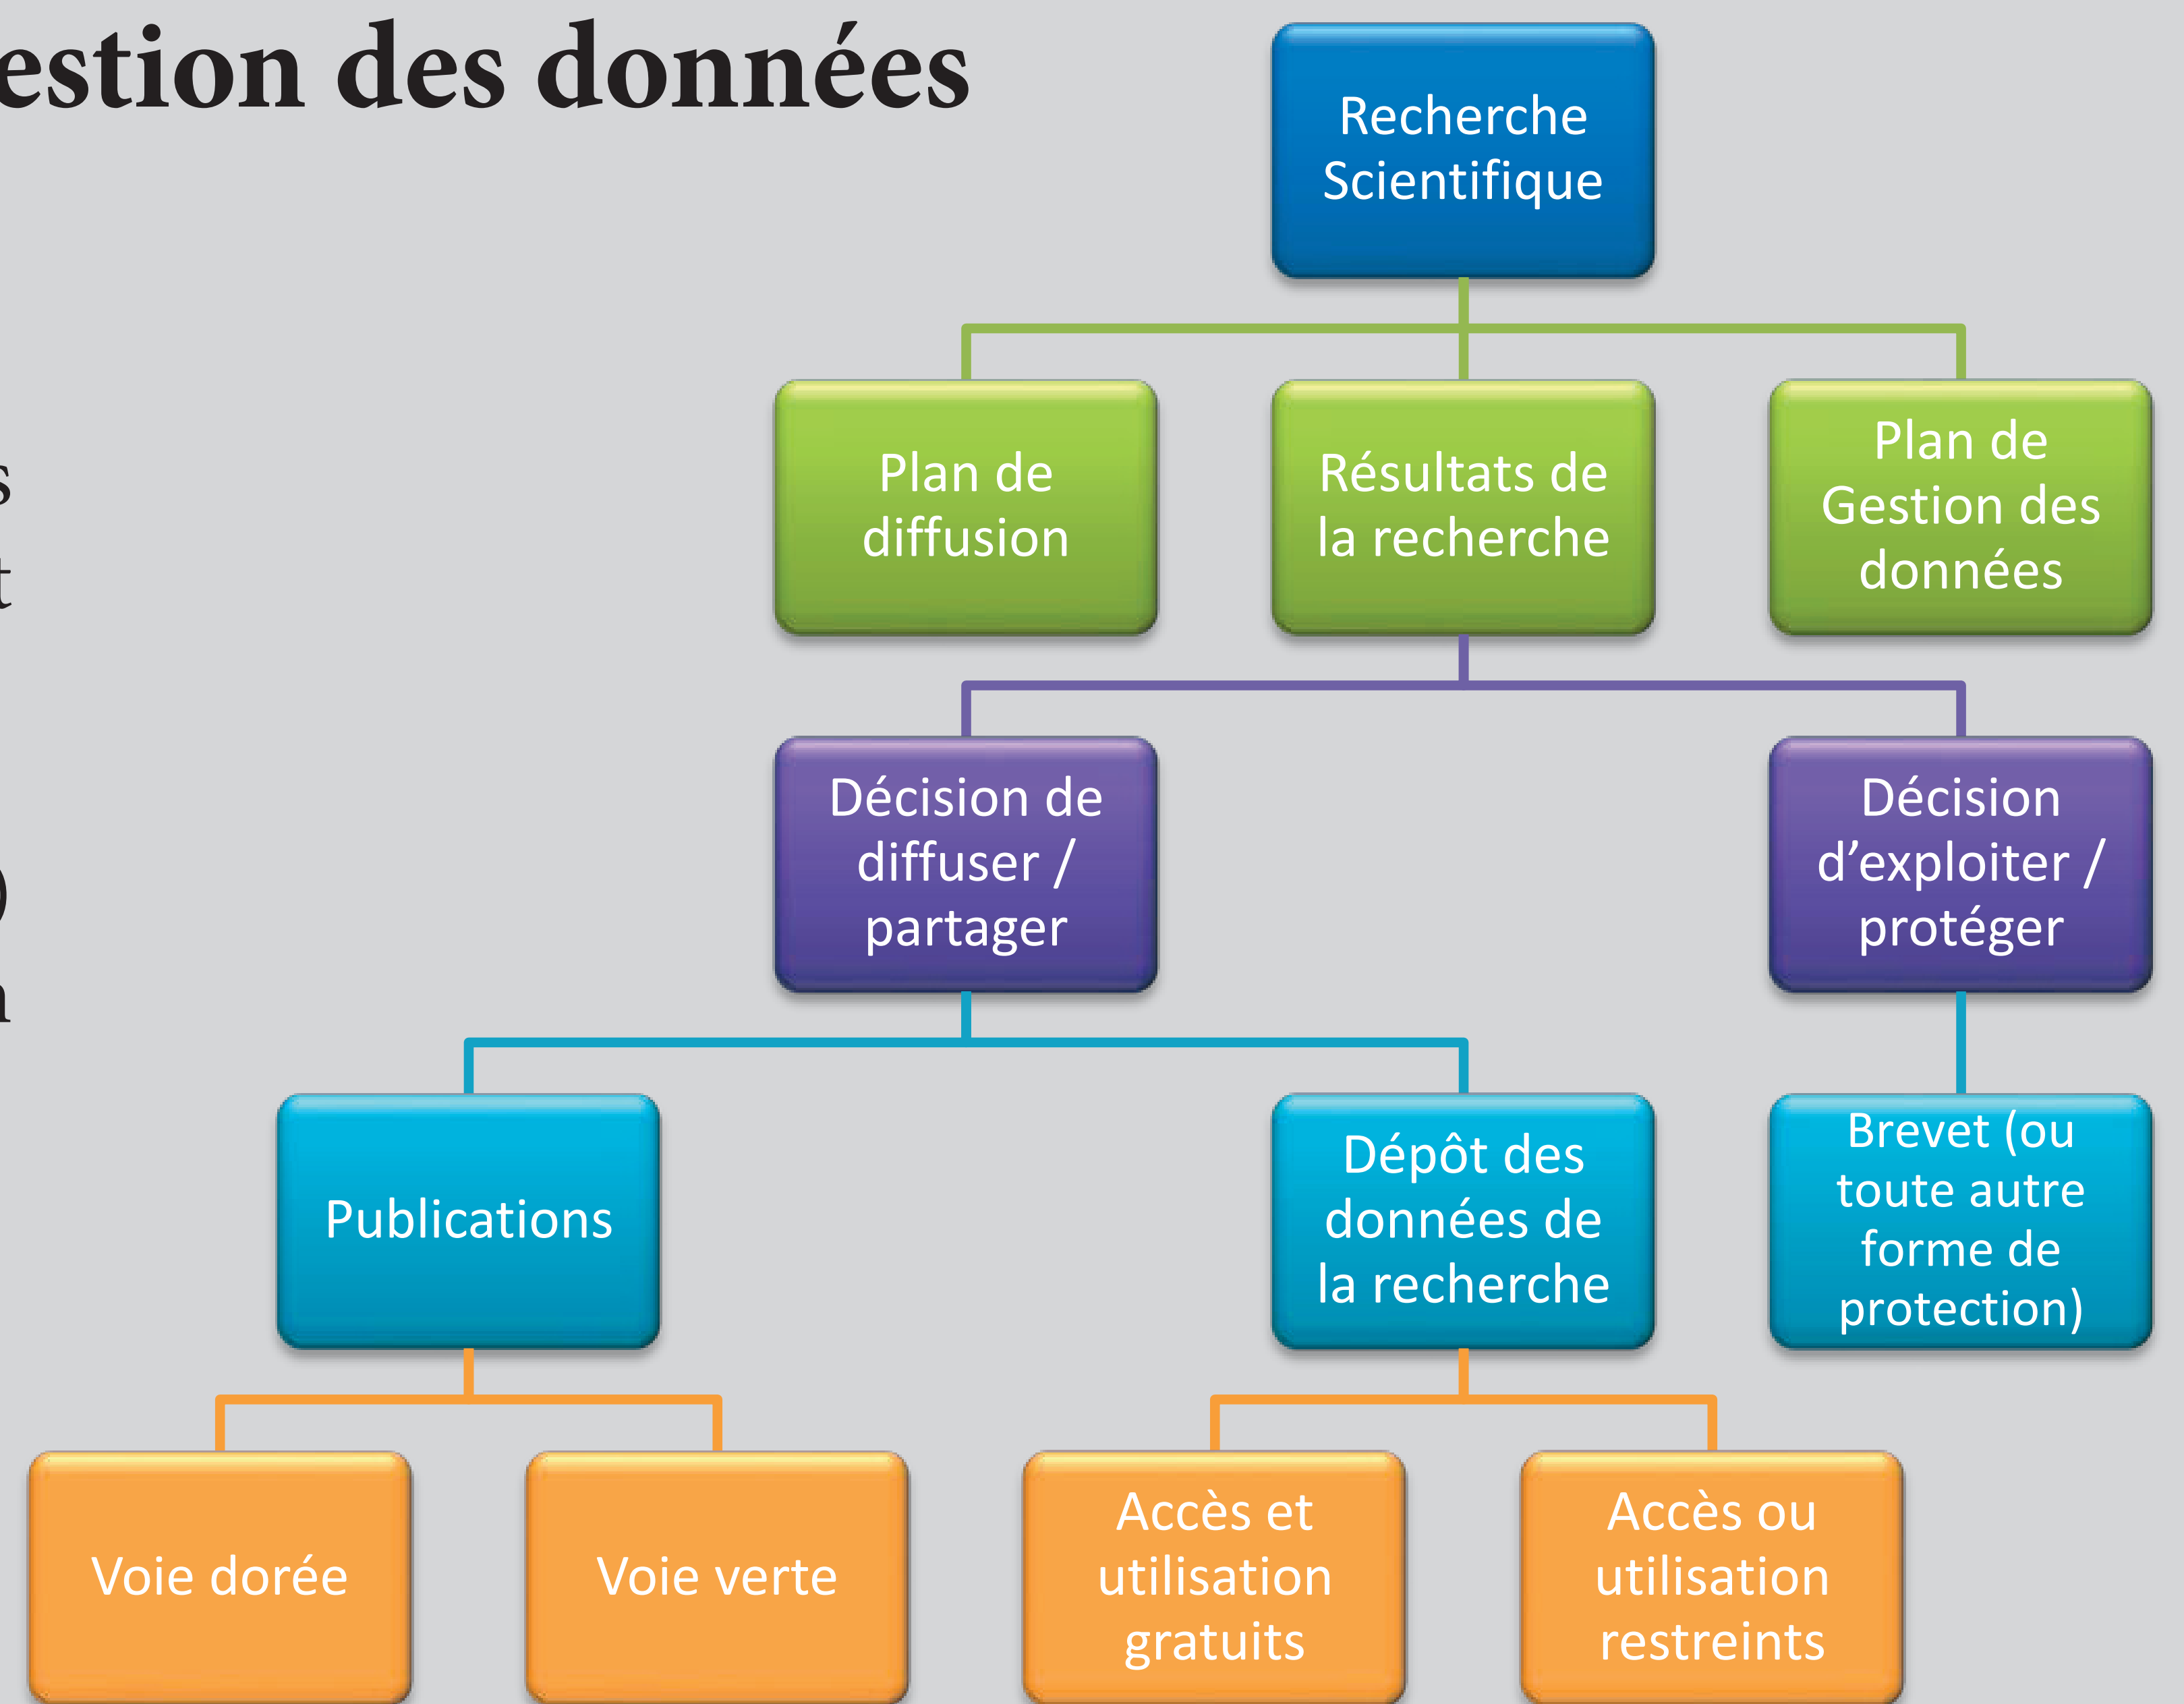 estion des données
s
t
)
n
Recherche
Scientifique
Plan de
diffusion
Résultats de
la recherche
Plan de
Gestion des
données
Décision de
diffuser /
partager
Décision
d’exploiter /
protéger
Publications
Dépôt des
données de
la recherche
Brevet (ou
toute autre
forme de
protection)
Voie dorée
Voie verte
Accès et
utilisation
gratuits
Accès ou
utilisation
restreints